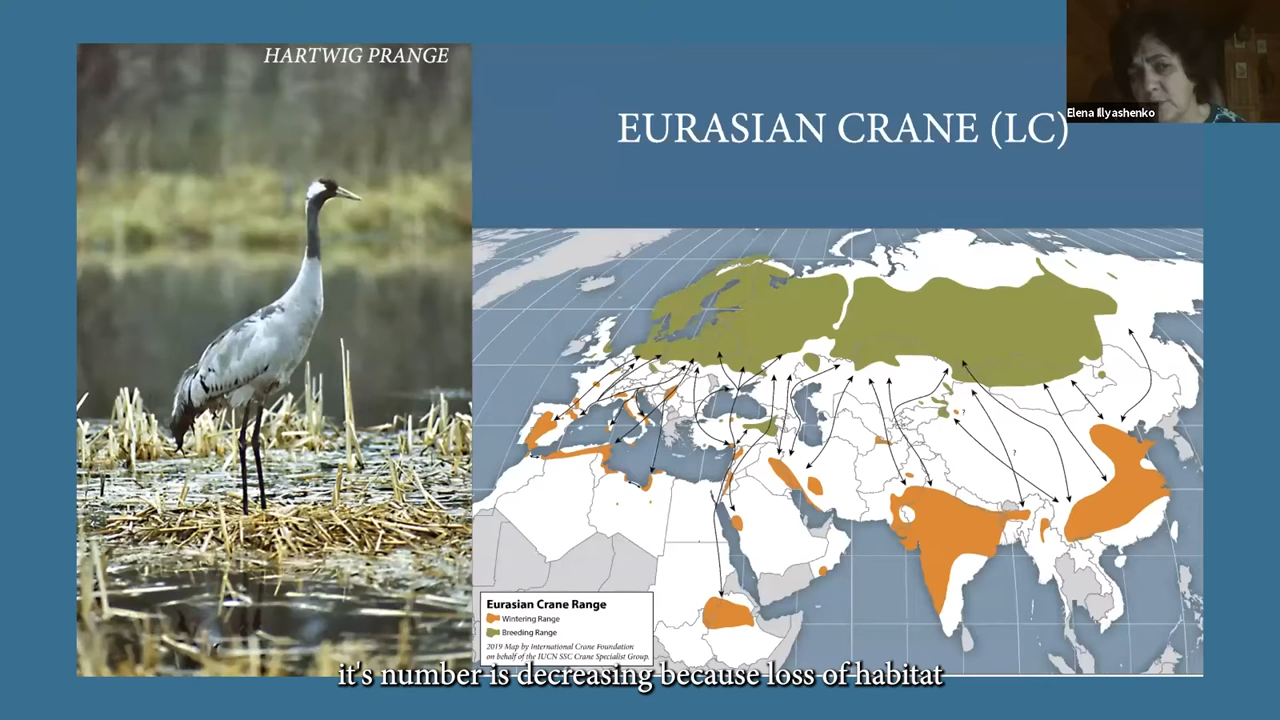 HARTWIG PRANGE
Elena Illyashenko
EURASIAN CRANE (LC)
?
?
Eurasian Crane Range
Wintering Range
Breeding Range
2019 Map by International Crane Foundation
on behalf of the IUCN SSC Crane Specialist Group.
it's number is decreasing because loss of habitat